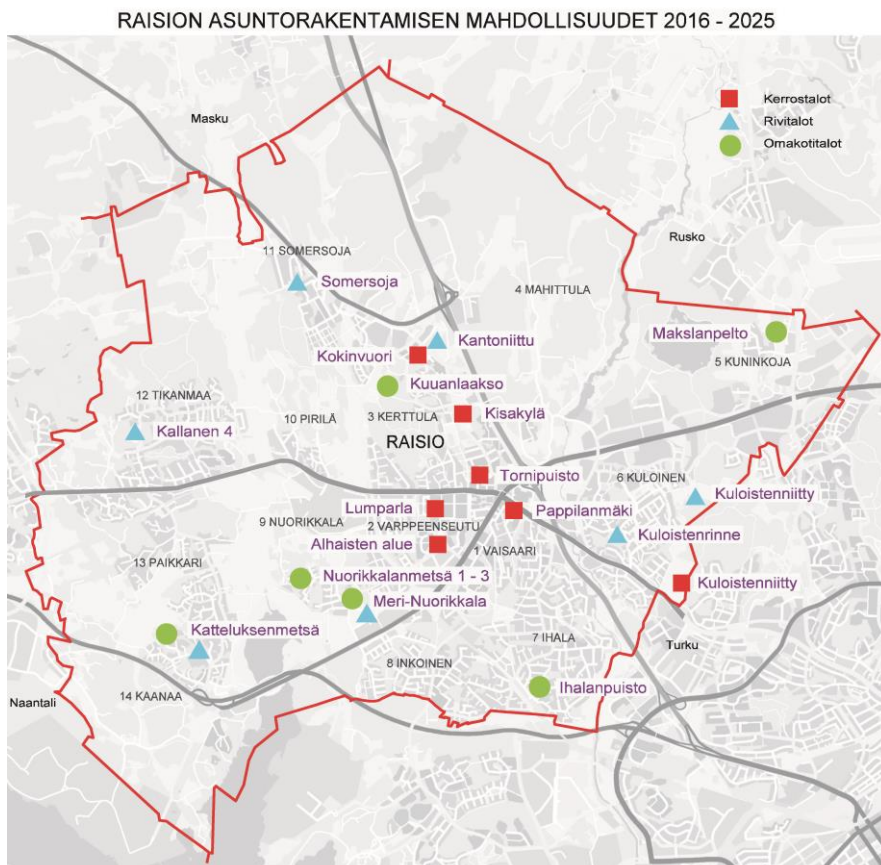 RAISION ASUNTORAKENTAMISEN MAHDOLLISUUDET 2016 - 2025
Kerrostalot
Rivitalot
Omakotitalot
Masku
Rusko
11 SOMERSOJA
Somersoja
4 MAHITTULA
Kantoniittu
Makslanpelto
Kokinvuori
5 KUNINKOJA
Kuuanlaakso
12 TIKANMAA
10 PIRILÄ
3 KERTTULA
Kisakylä
Kallanen 4
RAISIO
Tornipuisto
6 KULOINEN
Kuloistenniitty
Lumparla
Pappilanmäki
9 NUORIKKALA
2 VARPPEENSEUTU
Kuloistenrinne
Alhaisten alue
1 VAISAARI
13 PAIKKARI
Nuorikkalanmetsä 1 - 3
Kuloistenniitty
Meri-Nuorikkala
Katteluksenmetsä
7 IHALA
Turku
8 INKOINEN
14 KAANAA
Ihalanpuisto
Naantali